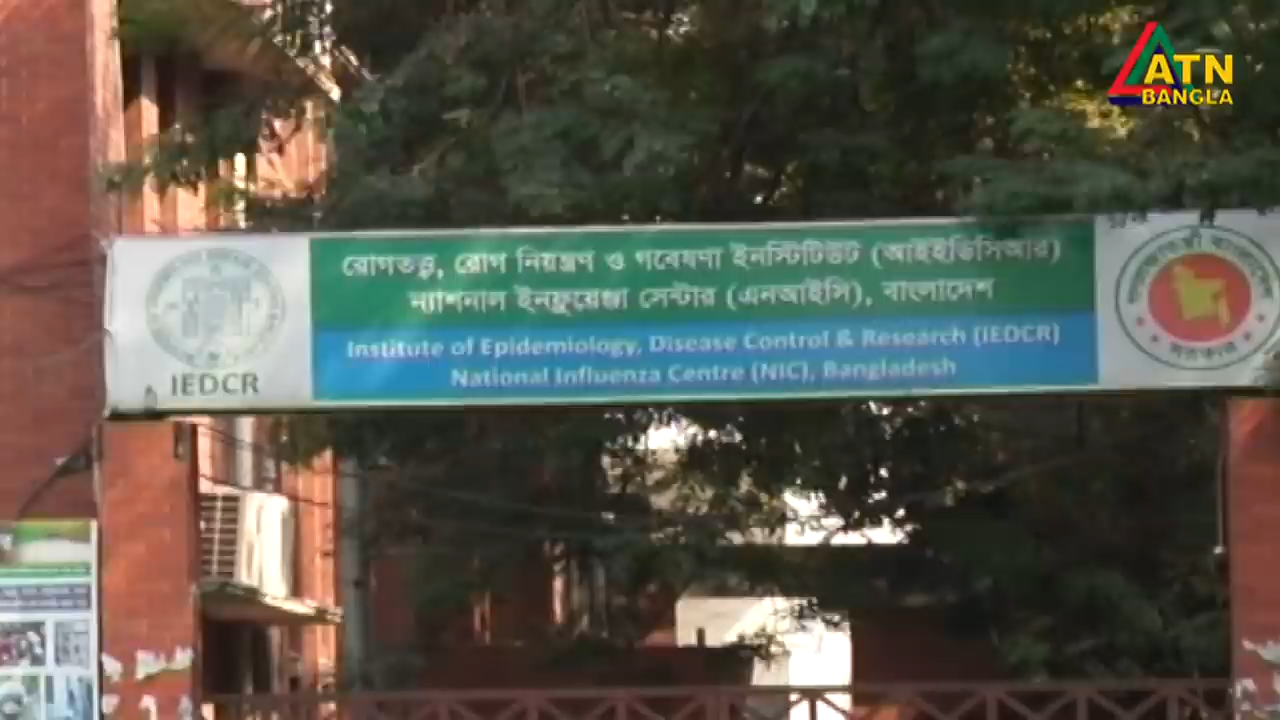 ATN
BANGLA
রোগতত্ত্ব, রোগ নিয়ন্ত্রণ ও গবেষণা ইনস্টিটিউট (আইইডিসিআর)
ন্যাশনাল ইনফ্লুয়েঞ্জা সেন্টার (এনআইসি), বাংলাদেশ
Institute of Epidemiology, Disease Control & Research (IEDCR)
National Influenza Centre (NIC), Bangladesh
IEDCR